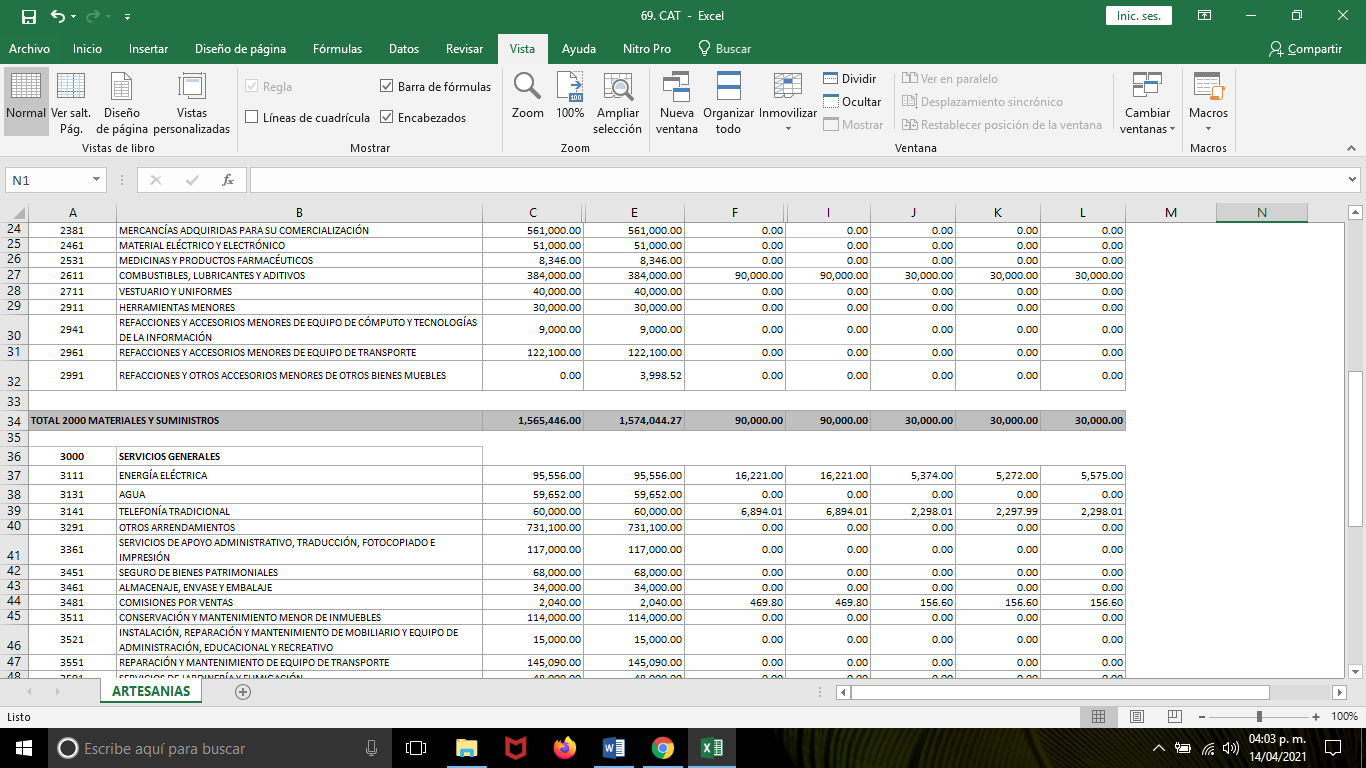 69. CAT - Excel
Inic. ses.
Archivo Inicio Insertar Diseño de página Fórmulas Datos Revisar Vista Ayuda Nitro Pro Buscar Compartir
Normal
Ver salt. Pág.
Diseño de página
Vistas personalizadas
Vistas de libro
Regla
Barra de fórmulas
Líneas de cuadrícula
Encabezados
Mostrar
Zoom
100%
100
Ampliar selección
Zoom
Nueva ventana
Organizar todo
Inmovilizar
Dividir
Ocultar
Mostrar
Ver en paralelo
Desplazamiento sincrónico
Restablecer posición de la ventana
Ventana
Cambiar ventanas
Macros
Macros
N1
fx
A B C E F I J K L M N
24 2381 MERCANCÍAS ADQUIRIDAS PARA SU COMERCIALIZACIÓN 561,000.00 561,000.00 0.00 0.00 0.00 0.00 0.00
25 2461 MATERIAL ELÉCTRICO Y ELECTRÓNICO 51,000.00 51,000.00 0.00 0.00 0.00 0.00 0.00
26 2531 MEDICINAS Y PRODUCTOS FARMACÉUTICOS 8,346.00 8,346.00 0.00 0.00 0.00 0.00 0.00
27 2611 COMBUSTIBLES, LUBRICANTES Y ADITIVOS 384,000.00 384,000.00 90,000.00 90,000.00 30,000.00 30,000.00 30,000.00
28 2711 VESTUARIO Y UNIFORMES 40,000.00 40,000.00 0.00 0.00 0.00 0.00 0.00
29 2911 HERRAMIENTAS MENORES 30,000.00 30,000.00 0.00 0.00 0.00 0.00 0.00
30 2941 REFACCIONES Y ACCESORIOS MENORES DE EQUIPO DE CÓMPUTO Y TECNOLOGÍAS
DE LA INFORMACIÓN 9,000.00 9,000.00 0.00 0.00 0.00 0.00 0.00
31 2961 REFACCIONES Y ACCESORIOS MENORES DE EQUIPO DE TRANSPORTE 122,100.00 122,100.00 0.00 0.00 0.00 0.00 0.00
32 2991 REFACCIONES Y OTROS ACCESORIOS MENORES DE OTROS BIENES MUEBLES 0.00 3,998.52 0.00 0.00 0.00 0.00 0.00
33
34 TOTAL 2000 MATERIALES Y SUMINISTROS 1,565,446.00 1,574,044.27 90,000.00 90,000.00 30,000.00 30,000.00 30,000.00
35
36 3000 SERVICIOS GENERALES
37 3111 ENERGÍA ELÉCTRICA 95,556.00 95,556.00 16,221.00 16,221.00 5,374.00 5,272.00 5,575.00
38 3131 AGUA 59,652.00 59,652.00 0.00 0.00 0.00 0.00 0.00
39 3141 TELEFONÍA TRADICIONAL 60,000.00 60,000.00 6,894.01 6,894.01 2,298.01 2,297.99 2,298.01
40 3291 OTROS ARRENDAMIENTOS 731,100.00 731,100.00 0.00 0.00 0.00 0.00 0.00
41 3361 SERVICIOS DE APOYO ADMINISTRATIVO, TRADUCCIÓN, FOTOCOPIADO E
IMPRESIÓN 117,000.00 117,000.00 0.00 0.00 0.00 0.00 0.00
42 3451 SEGURO DE BIENES PATRIMONIALES 68,000.00 68,000.00 0.00 0.00 0.00 0.00 0.00
43 3461 ALMACENAJE, ENVASE Y EMBALAJE 34,000.00 34,000.00 0.00 0.00 0.00 0.00 0.00
44 3481 COMISIONES POR VENTAS 2,040.00 2,040.00 469.80 469.80 156.60 156.60 156.60
45 3511 CONSERVACIÓN Y MANTENIMIENTO MENOR DE INMUEBLES 114,000.00 114,000.00 0.00 0.00 0.00 0.00 0.00
46 3521 INSTALACIÓN, REPARACIÓN Y MANTENIMIENTO DE MOBILIARIO Y EQUIPO DE
ADMINISTRACIÓN, EDUCACIONAL Y RECREATIVO 15,000.00 15,000.00 0.00 0.00 0.00 0.00 0.00
47 3551 REPARACIÓN Y MANTENIMIENTO DE EQUIPO DE TRANSPORTE 145,090.00 145,090.00 0.00 0.00 0.00 0.00 0.00
48 3591 SERVICIOS DE JARDINERÍA Y FUMIGACIÓN 48,000.00 48,000.00 0.00 0.00 0.00 0.00 0.00
ARTESANIAS
Listo
100%
Escribe aquí para buscar
04:03 p. m.
14/04/2021